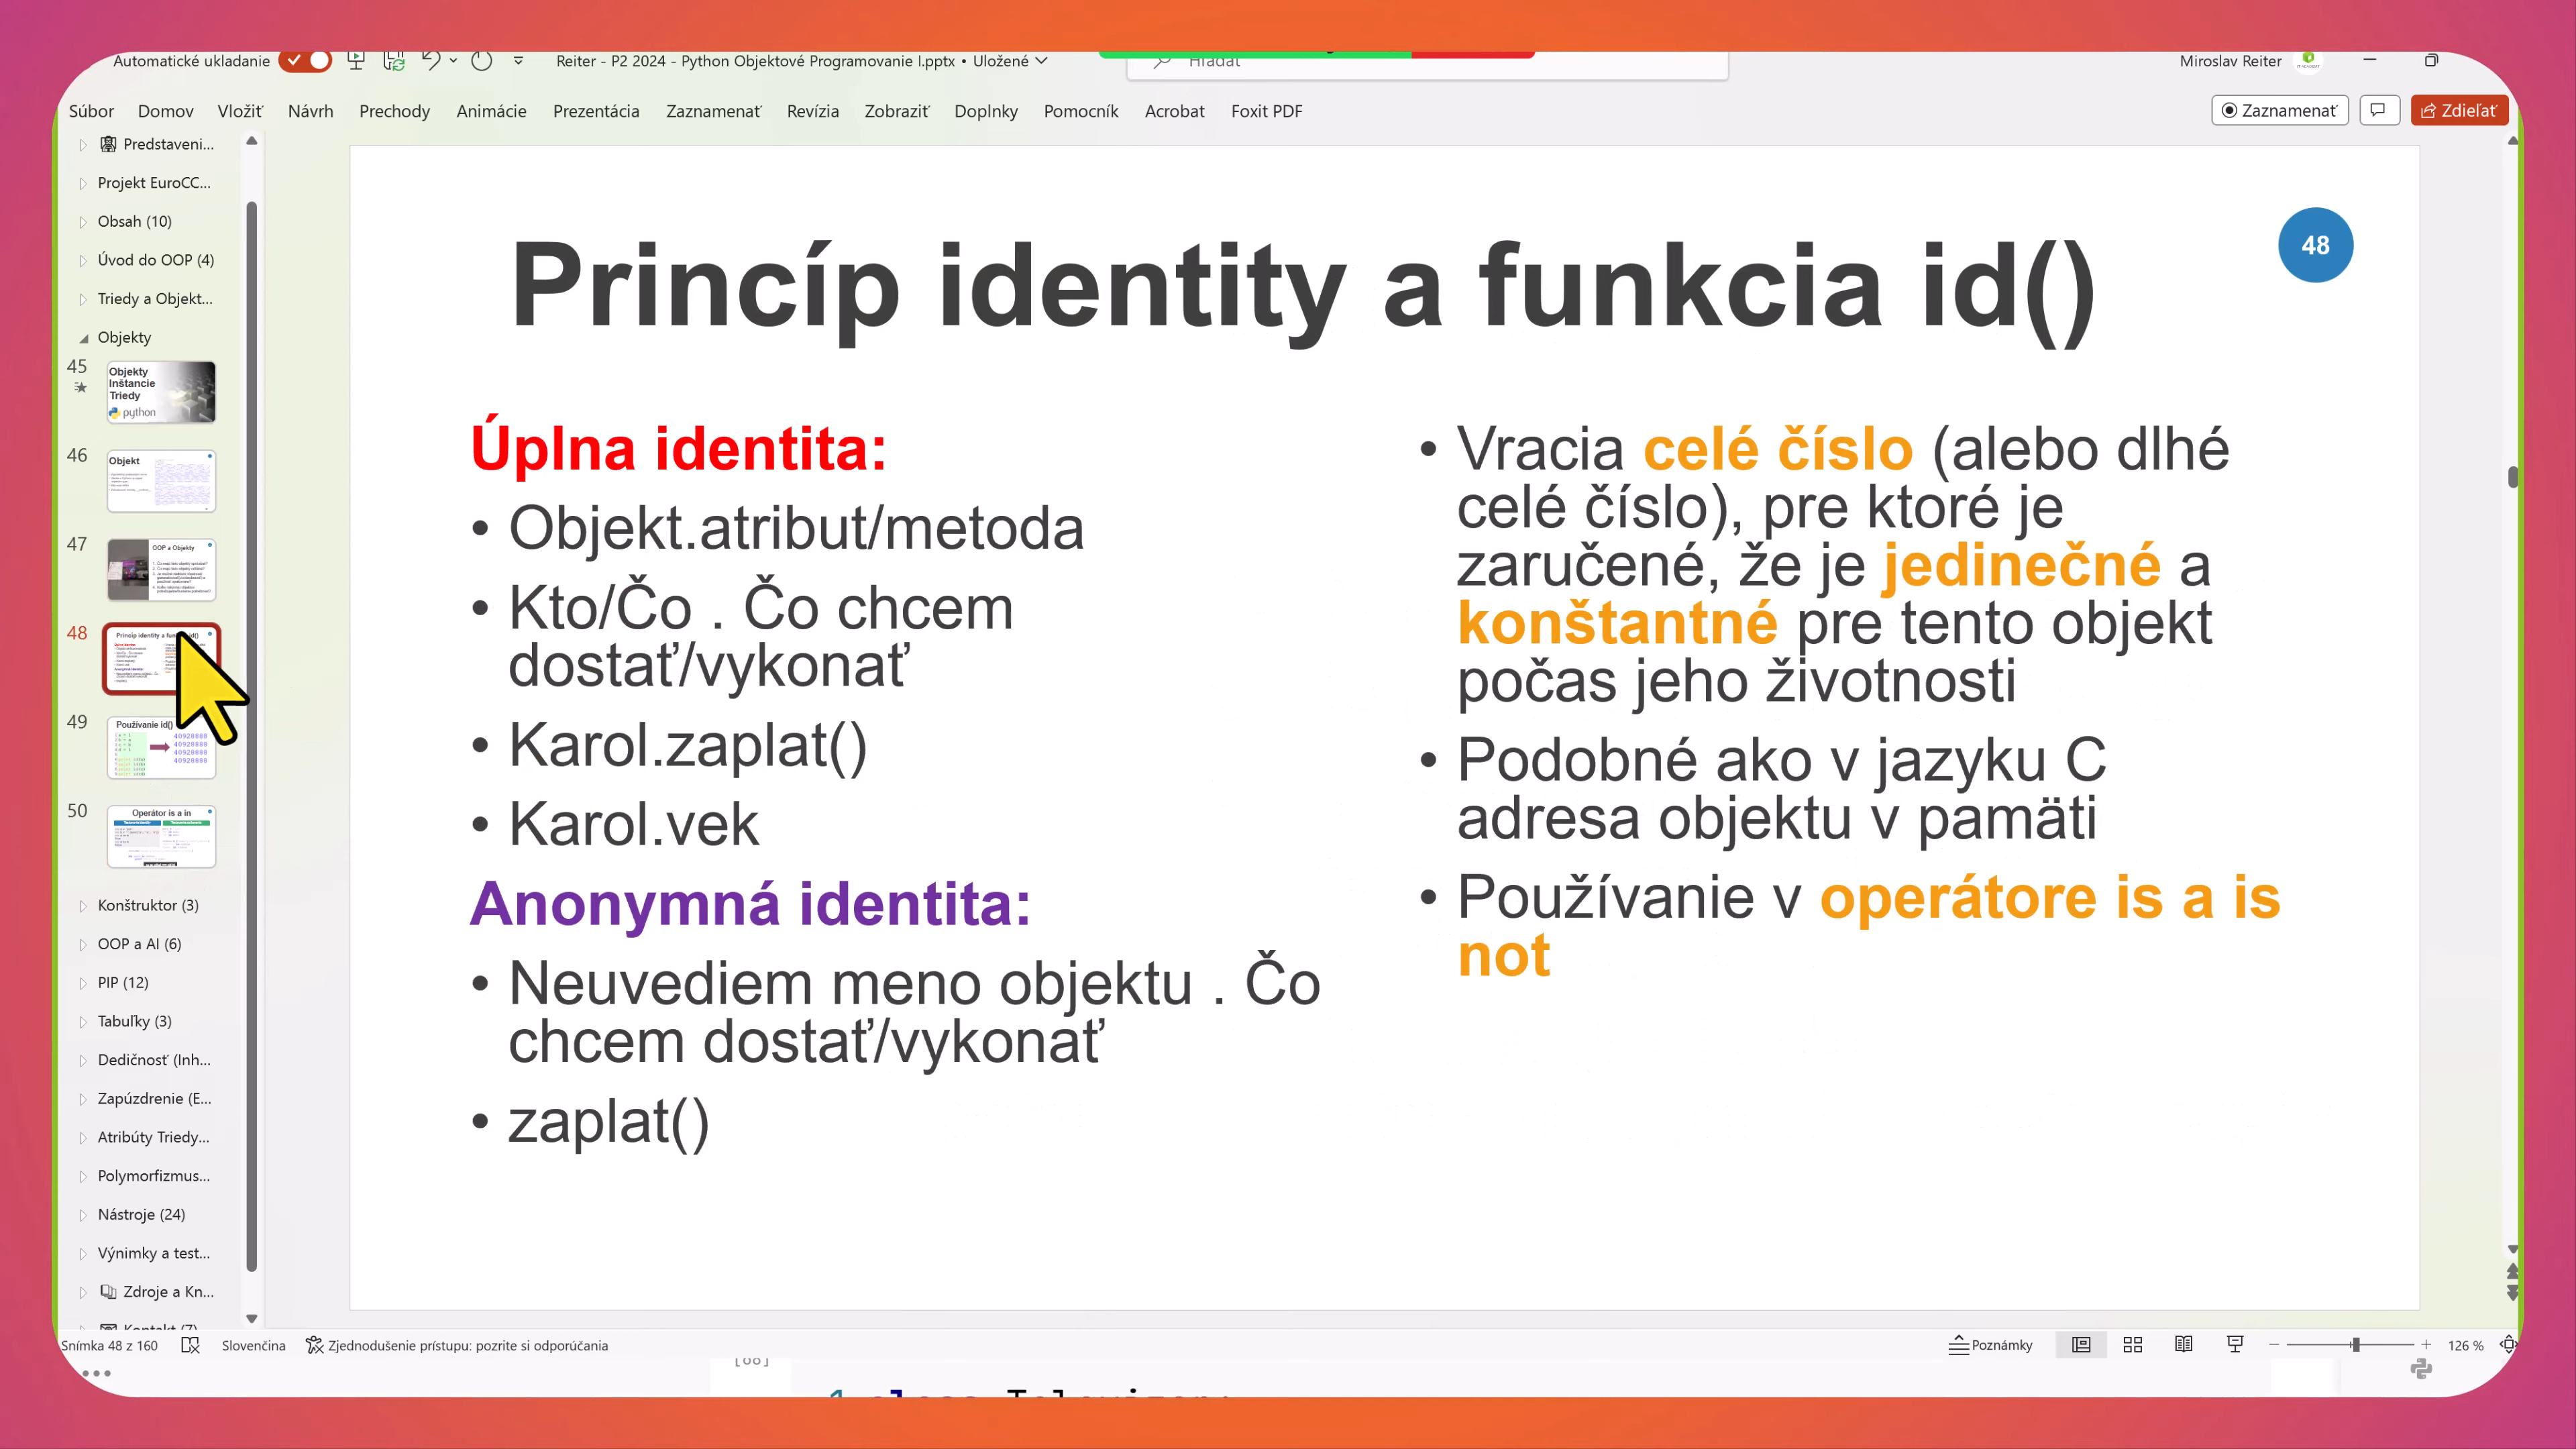 Automatické ukladanie
Reiter - P2 2024 - Python Objektové Programovanie I.pptx • Uložené
Hľadať
Miroslav Reiter
Súbor Domov Vložiť Návrh Prechody Animácie Prezentácia Zaznamenať Revízia Zobraziť Doplnky Pomocník Acrobat Foxit PDF
Zaznamenať
Zdieľať
Predstaveni...
Projekt EuroCC...
Obsah (10)
Úvod do OOP (4)
Triedy a Objekt...
Objekty
45
Objekty
Inštancie
Triedy
python
46
Objekt
47
OOP a Objekty
48
49
Používanie id()
40928888
40928888
40928888
40928888
50
Operátor is a in
Konštruktor (3)
OOP a AI (6)
PIP (12)
Tabuľky (3)
Dedičnosť (Inh...
Zapúzdrenie (E...
Atribúty Triedy...
Polymorfizmus...
Nástroje (24)
Výnimky a test...
Zdroje a Kn...
Kontakt (7)
48
Princíp identity a funkcia id()
Úplna identita:
• Objekt.atribut/metoda
• Kto/Čo . Čo chcem
dostať/vykonať
• Karol.zaplat()
• Karol.vek
Anonymná identita:
• Neuvediem meno objektu . Čo
chcem dostať/vykonať
• zaplat()
• Vracia celé číslo (alebo dlhé
celé číslo), pre ktoré je
zaručené, že je jedinečné a
konštantné pre tento objekt
počas jeho životnosti
• Podobné ako v jazyku C
adresa objektu v pamäti
• Používanie v operátore is a is
not
Snímka 48 z 160
Slovenčina
Zjednodušenie prístupu: pozrite si odporúčania
Poznámky
126 %